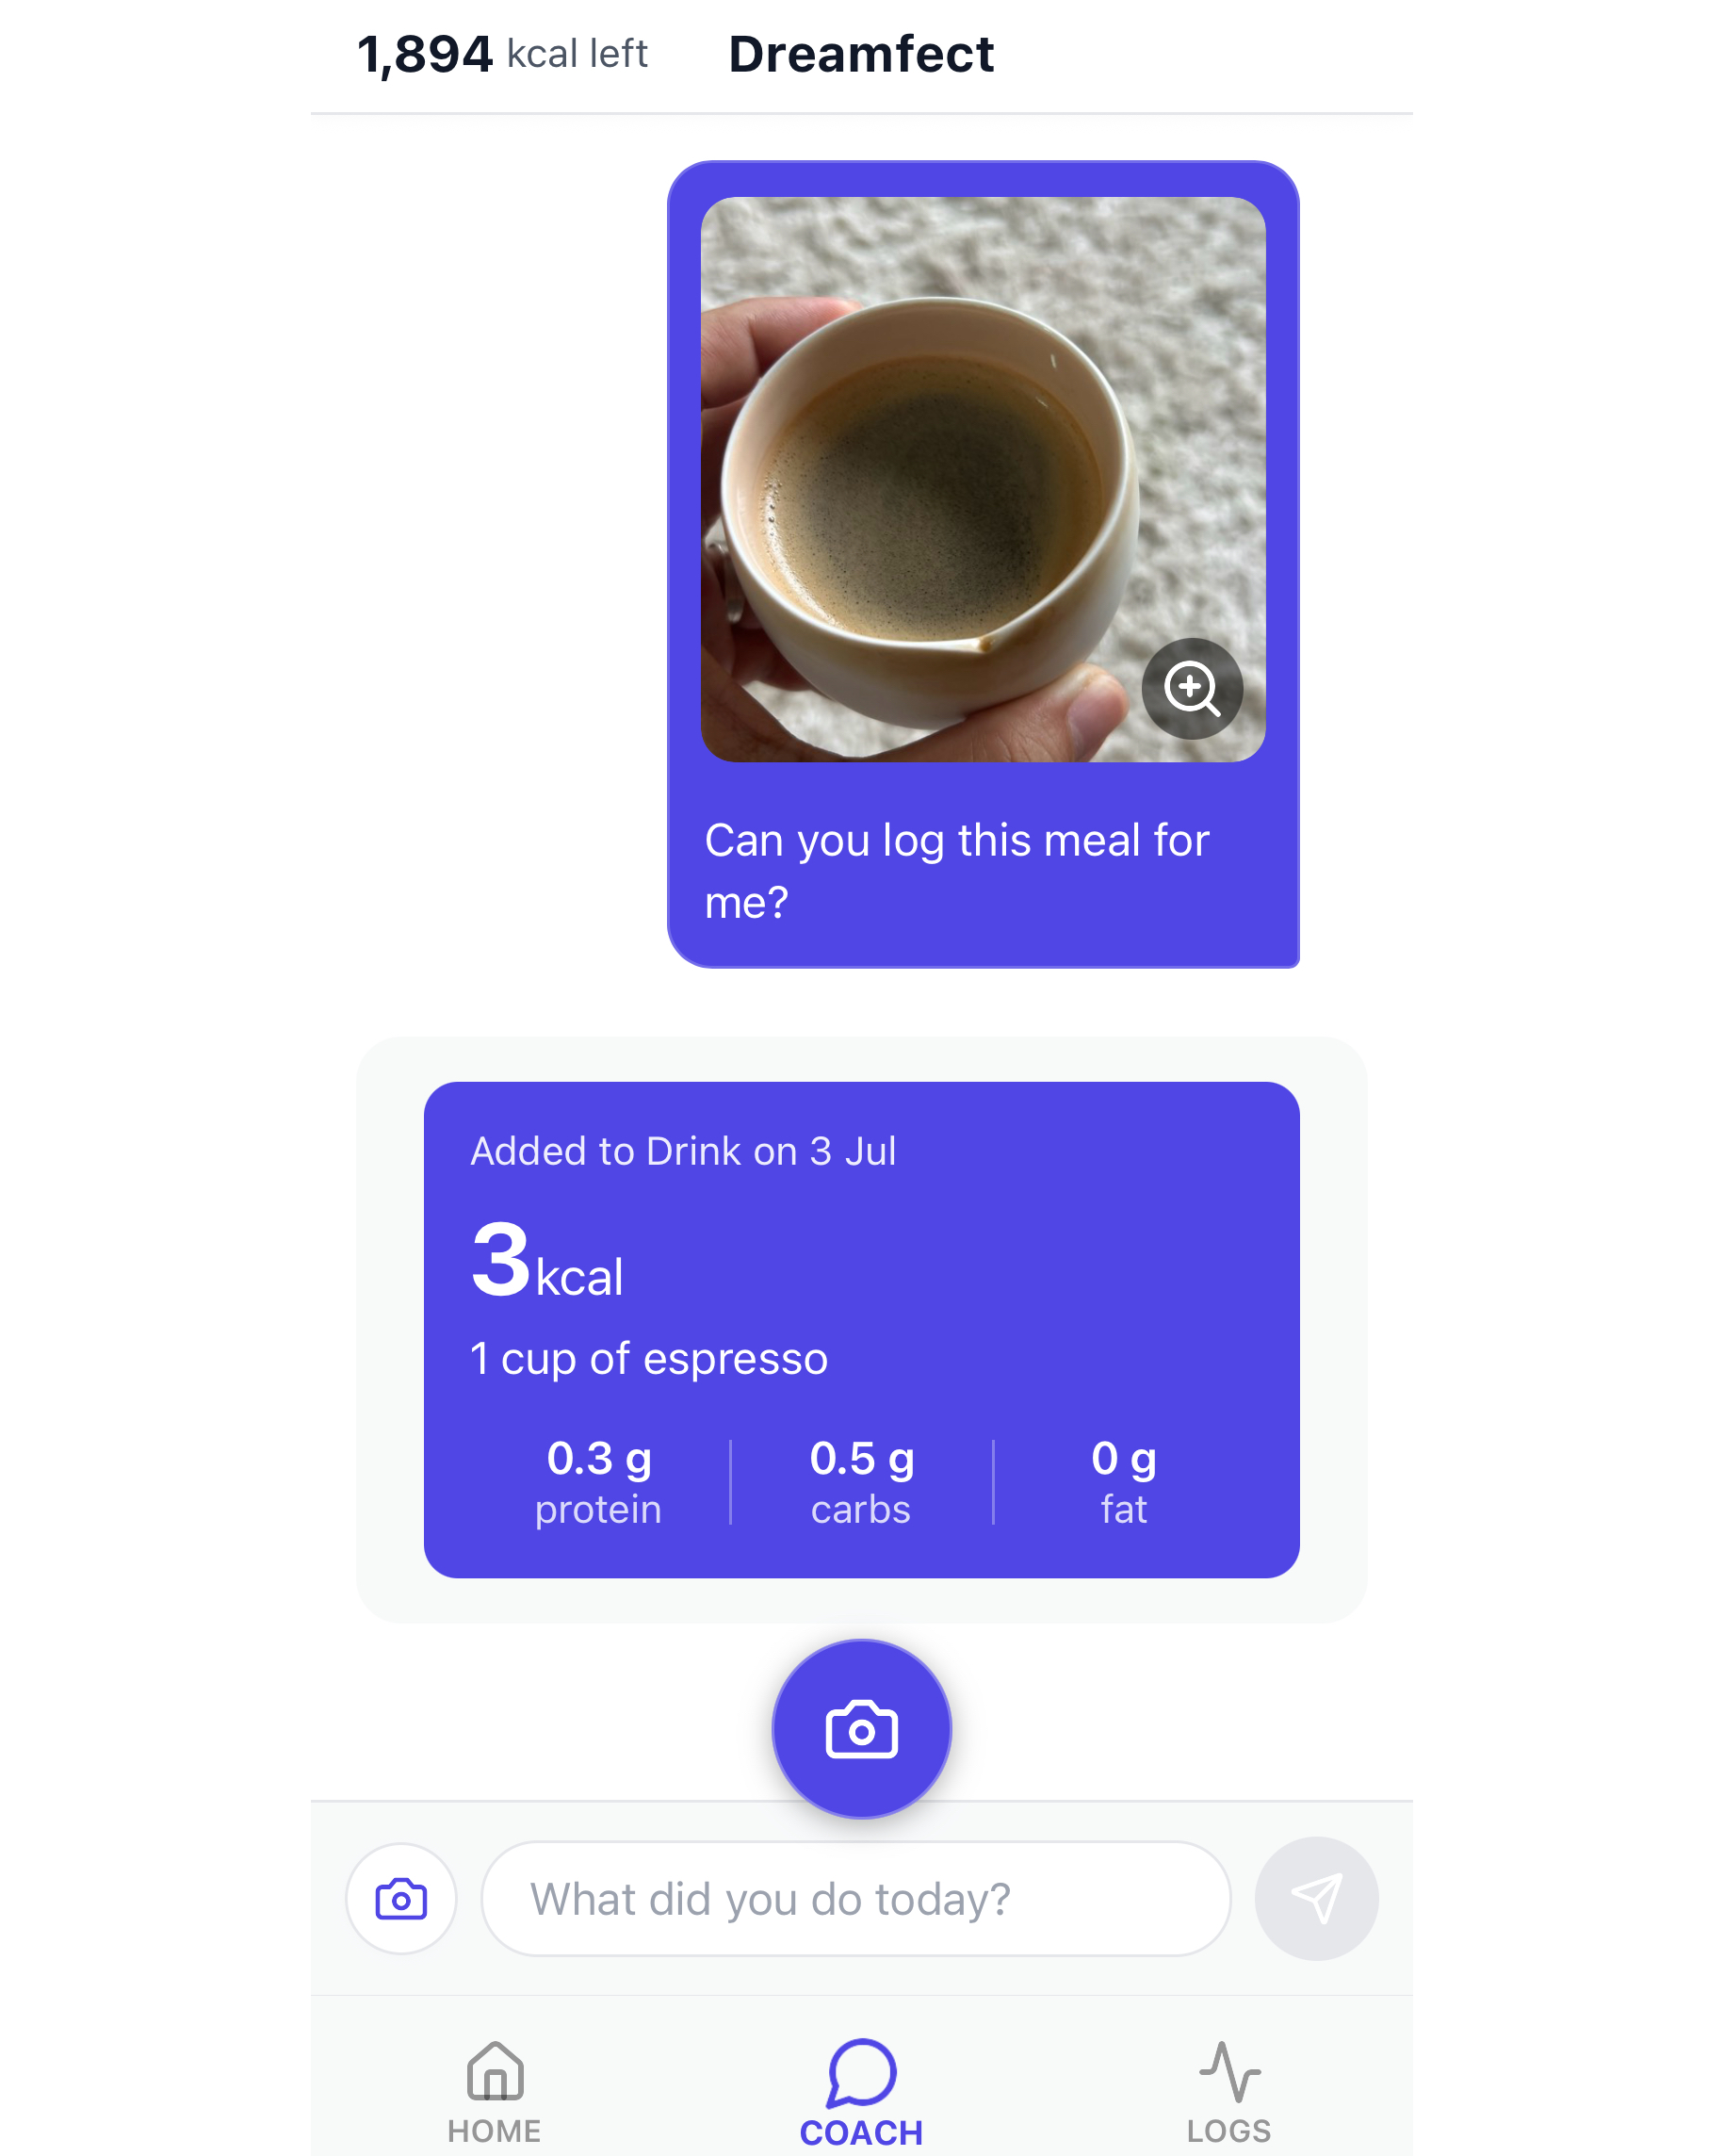 1,894 kcal left Dreamfect
Can you log this meal for
me?
Added to Drink on 3 Jul
3kcal
1 cup of espresso
0.3 g 0.5 g 0 g
protein carbs fat
What did you do today?
HOME COACH LOGS